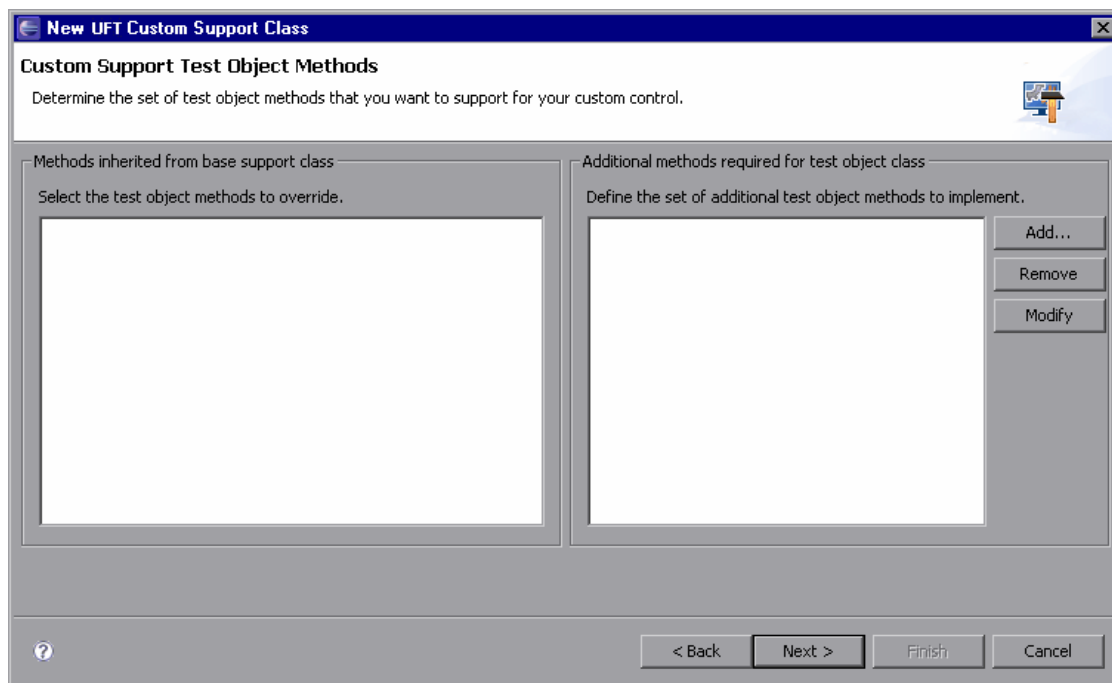 New UFT Custom Support Class
Custom Support Test Object Methods
Determine the set of test object methods that you want to support for your custom control.
Methods inherited from base support class
Select the test object methods to override.
Additional methods required for test object class
Define the set of additional test object methods to implement.
Add...
Remove
Modify
?
< Back
Next >
Finish
Cancel